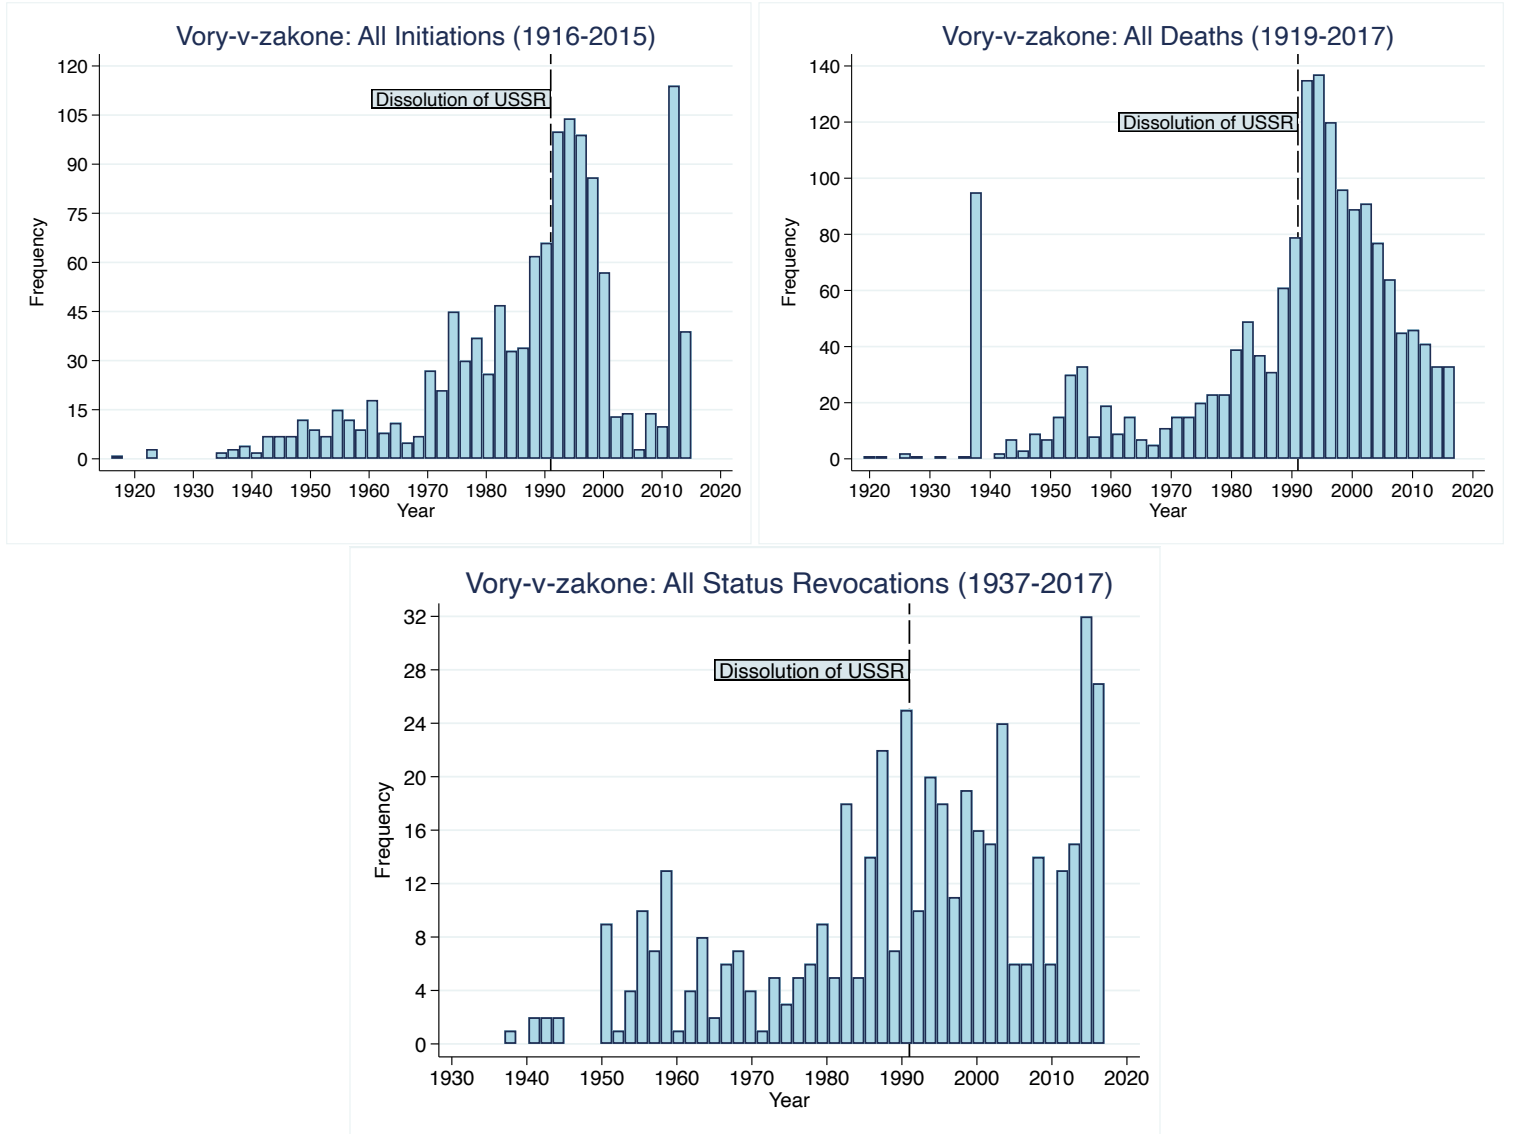 Vory-v-zakone: All Initiations (1916-2015)
120
105
90
75
60
45
30
15
0
Frequency
Dissolution of USSR
1920 1930 1940 1950 1960 1970 1980 1990 2000 2010 2020
Year
Vory-v-zakone: All Deaths (1919-2017)
140
120
100
80
60
40
20
0
Frequency
Dissolution of USSR
1920 1930 1940 1950 1960 1970 1980 1990 2000 2010 2020
Year
Vory-v-zakone: All Status Revocations (1937-2017)
32
28
24
20
16
12
8
4
0
Frequency
Dissolution of USSR
1930 1940 1950 1960 1970 1980 1990 2000 2010 2020
Year